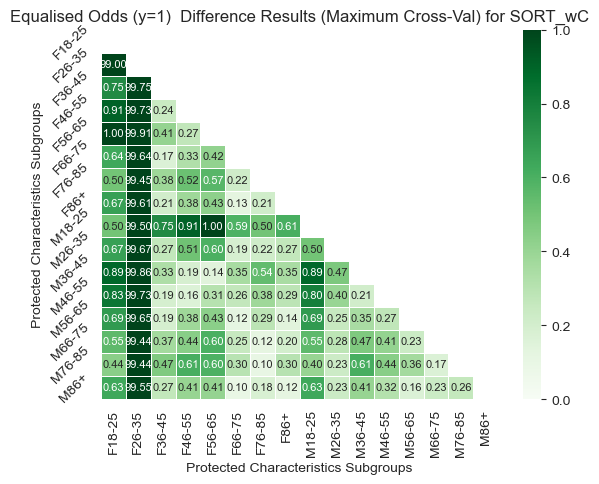 Equalised Odds (y=1)  Difference Results (Maximum Cross-Val) for SORT_wC
Protected Characteristics Subgroups
F18-25
F26-35 99.00
F36-45 0.75 99.75
F46-55 0.91 99.73 0.24
F56-65 1.00 99.91 0.41 0.27
F66-75 0.64 99.64 0.17 0.33 0.42
F76-85 0.50 99.45 0.38 0.52 0.57 0.22
F86+ 0.67 99.61 0.21 0.38 0.43 0.13 0.21
M18-25 0.50 99.50 0.75 0.91 1.00 0.59 0.50 0.61
M26-35 0.67 99.67 0.27 0.51 0.60 0.19 0.22 0.27 0.50
M36-45 0.89 99.86 0.33 0.19 0.14 0.35 0.54 0.35 0.89 0.47
M46-55 0.83 99.73 0.19 0.16 0.31 0.26 0.38 0.29 0.80 0.40 0.21
M56-65 0.69 99.65 0.19 0.38 0.43 0.12 0.29 0.14 0.69 0.25 0.35 0.27
M66-75 0.55 99.44 0.37 0.44 0.60 0.25 0.12 0.20 0.55 0.28 0.47 0.41 0.23
M76-85 0.44 99.44 0.47 0.61 0.60 0.30 0.10 0.30 0.40 0.23 0.61 0.43 0.36 0.17
M86+ 0.63 99.55 0.27 0.41 0.41 0.10 0.18 0.12 0.63 0.23 0.41 0.32 0.16 0.23 0.26
F18-25 F26-35 F36-45 F46-55 F56-65 F66-75 F76-85 F86+ M18-25 M26-35 M36-45 M46-55 M56-65 M66-75 M76-85 M86+
Protected Characteristics Subgroups
1.0
0.8
0.6
0.4
0.2
0.0